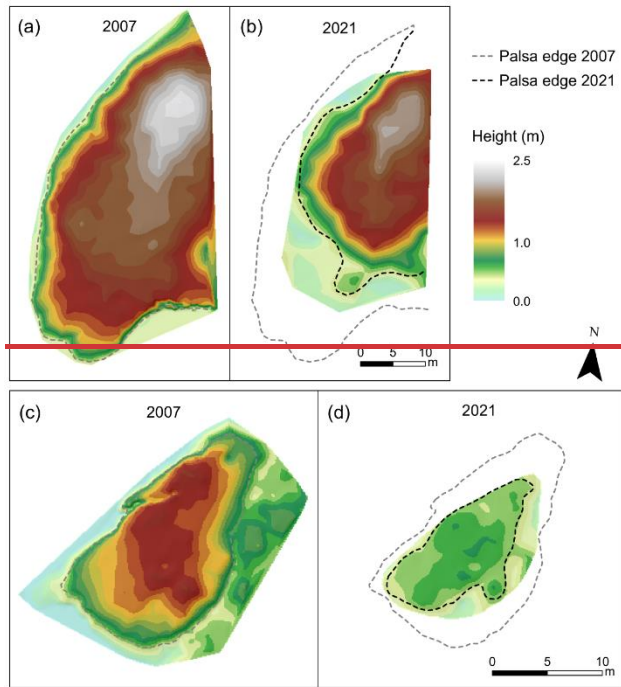 (a) 2007
(b) 2021
Palsa edge 2007
Palsa edge 2021
Height (m)
2.5
1.0
0.0
N
0 5 10
m
(c) 2007
(d) 2021
0 5 10
m